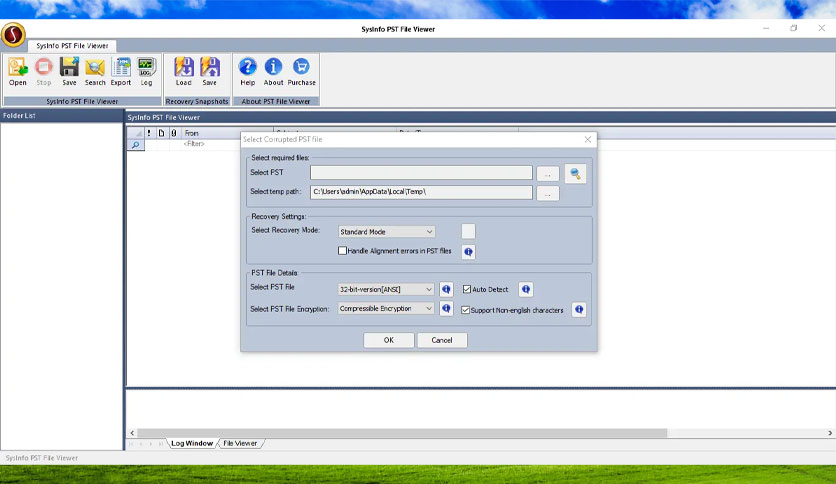 SysInfo PST File Viewer
SysInfo PST File Viewer
Open Stop Save Search Export Log Load Save Help About Purchase
SysInfo PST File Viewer Recovery Snapshots About PST File Viewer
Folder List SysInfo PST File Viewer
From
<Filter>
Select Corrupted PST file
Select required files:
Select PST ...
Select temp path: C:\Users\admin\AppData\Local\Temp\ ...
Recovery Settings:
Select Recovery Mode: Standard Mode
Handle Alignment errors in PST files
PST File Details:
Select PST File 32-bit-version[ANSI] Auto Detect
Select PST File Encryption: Compressible Encryption Support Non-english characters
OK Cancel
Log Window File Viewer
SysInfo PST File Viewer